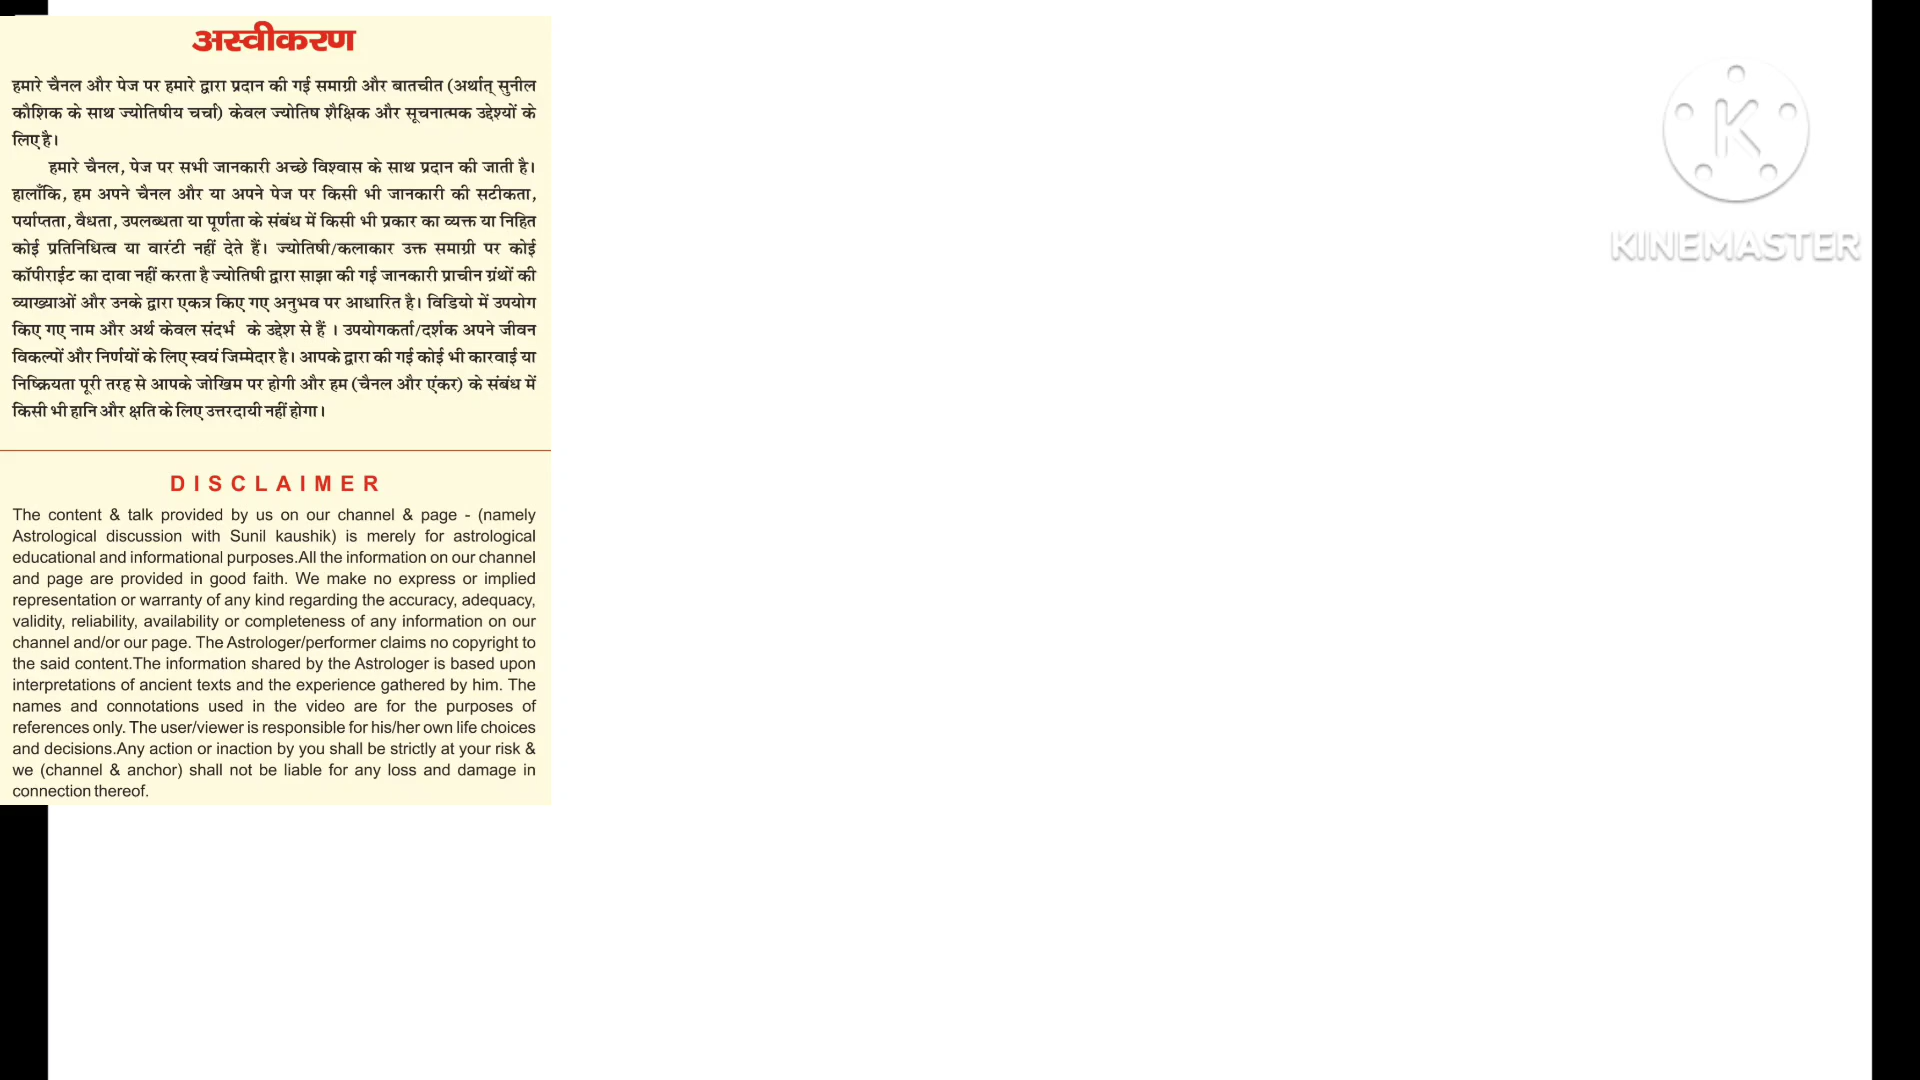 अस्वीकरण
हमारे चैनल और पेज पर हमारे द्वारा प्रदान की गई समाग्री और बातचीत (अर्थात् सुनील
कौशिक के साथ ज्योतिषीय चर्चा) केवल ज्योतिष शैक्षिक और सूचनात्मक उद्देश्यों के
लिए है।
हमारे चैनल, पेज पर सभी जानकारी अच्छे विश्वास के साथ प्रदान की जाती है।
हालाँकि, हम अपने चैनल और या अपने पेज पर किसी भी जानकारी की सटीकता,
पर्याप्तता, वैधता, उपलब्धता या पूर्णता के संबंध में किसी भी प्रकार का व्यक्त या निहित
कोई प्रतिनिधित्व या वारंटी नहीं देते हैं। ज्योतिषी/कलाकार उक्त समाग्री पर कोई
कॉपीराईट का दावा नहीं करता है ज्योतिषी द्वारा साझा की गई जानकारी प्राचीन ग्रंथों की
व्याख्याओं और उनके द्वारा एकत्र किए गए अनुभव पर आधारित है। विडियो में उपयोग
किए गए नाम और अर्थ केवल संदर्भ के उद्देश से हैं । उपयोगकर्ता/दर्शक अपने जीवन
विकल्पों और निर्णयों के लिए स्वयं जिम्मेदार है। आपके द्वारा की गई कोई भी कारवाई या
निष्क्रियता पूरी तरह से आपके जोखिम पर होगी और हम (चैनल और एंकर) के संबंध में
किसी भी हानि और क्षति के लिए उत्तरदायी नहीं होगा।
DISCLAIMER
The content & talk provided by us on our channel & page - (namely
Astrological discussion with Sunil kaushik) is merely for astrological
educational and informational purposes.All the information on our channel
and page are provided in good faith. We make no express or implied
representation or warranty of any kind regarding the accuracy, adequacy,
validity, reliability, availability or completeness of any information on our
channel and/or our page. The Astrologer/performer claims no copyright to
the said content.The information shared by the Astrologer is based upon
interpretations of ancient texts and the experience gathered by him. The
names and connotations used in the video are for the purposes of
references only. The user/viewer is responsible for his/her own life choices
and decisions.Any action or inaction by you shall be strictly at your risk &
we (channel & anchor) shall not be liable for any loss and damage in
connection thereof.
K
KINEMASTER